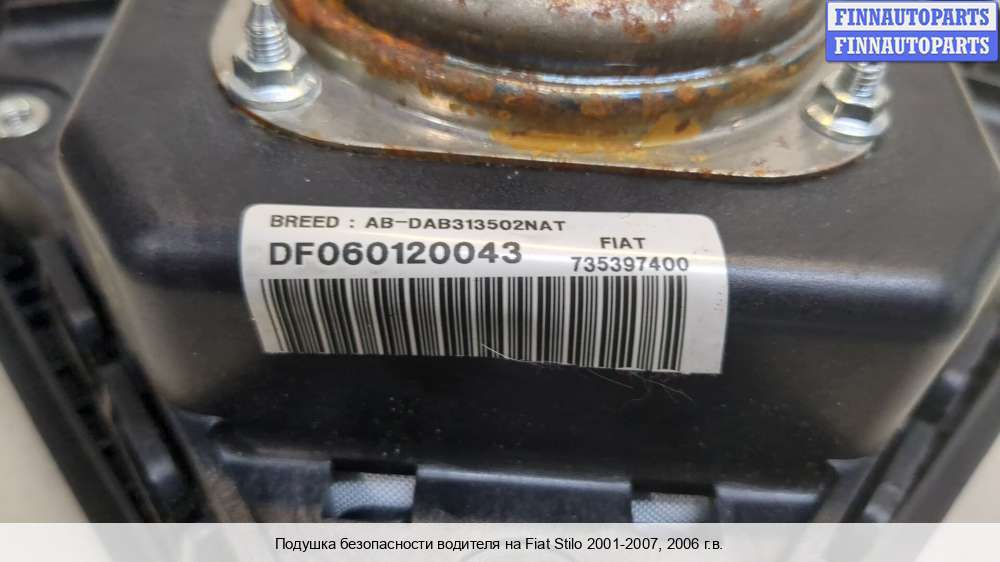 FINNAUTOPARTS
FINNAUTOPARTS
BREED : AB-DAB313502NAT
DF060120043
FIAT
735397400
Подушка безопасности водителя на Fiat Stilo 2001-2007, 2006 г.в.